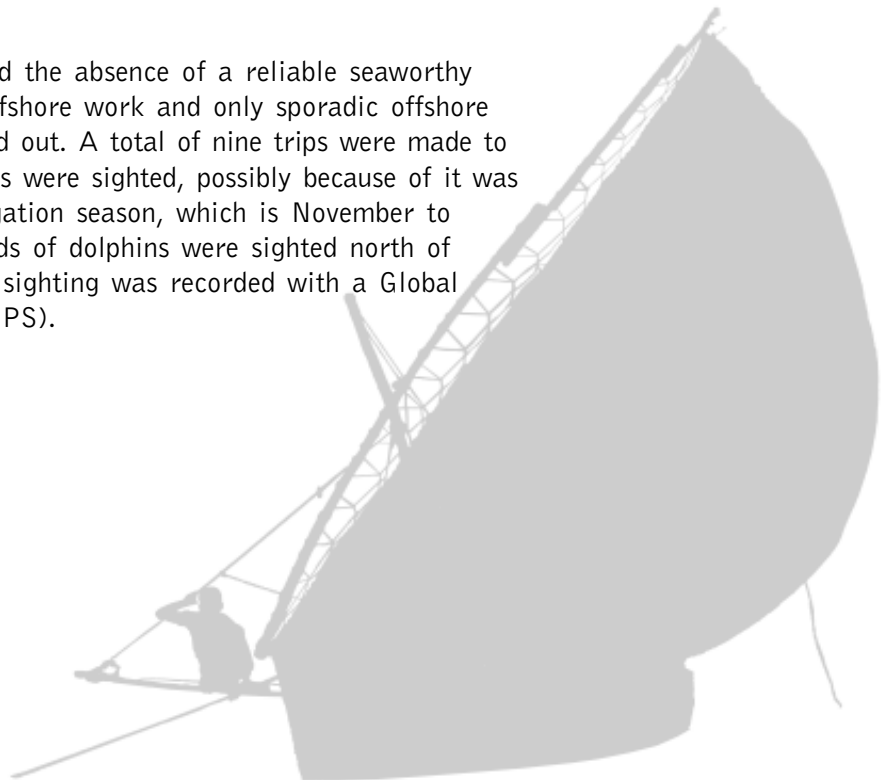 d the absence of a reliable seaworthy
fshore work and only sporadic offshore
d out. A total of nine trips were made to
s were sighted, possibly because of it was
gation season, which is November to
ds of dolphins were sighted north of
sighting was recorded with a Global
PS).